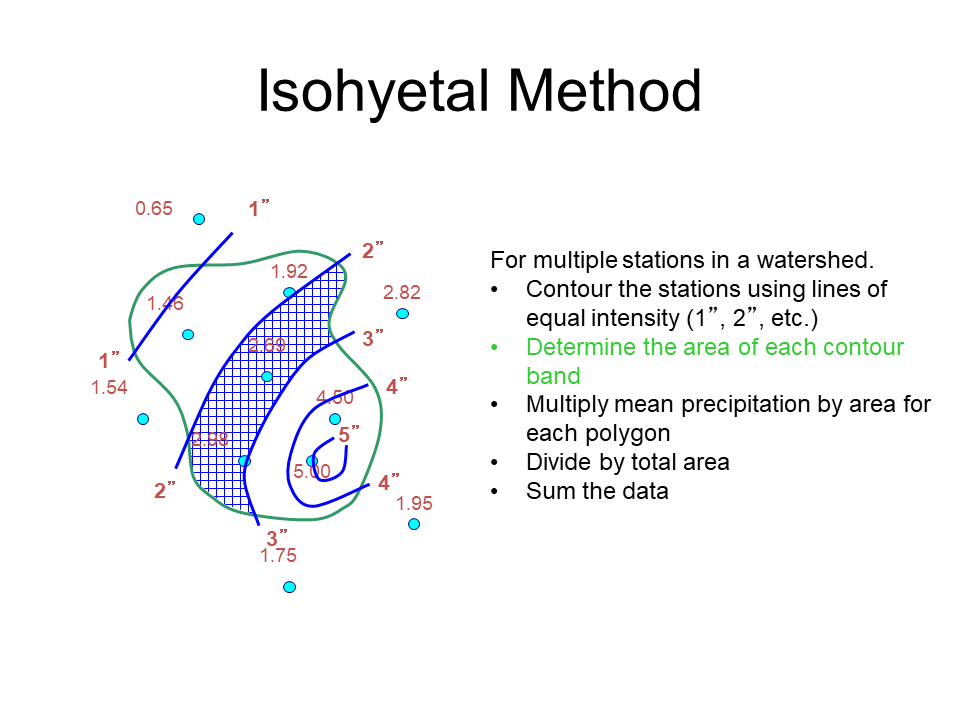 Isohyetal Method
0.65
1”
2”
1.92
2.82
1.46
3”
2.69
1”
4”
1.54
4.50
5”
2.98
5.00
4”
2”
1.95
3”
1.75
For multiple stations in a watershed.
• Contour the stations using lines of
equal intensity (1”, 2”, etc.)
• Determine the area of each contour
band
• Multiply mean precipitation by area for
each polygon
• Divide by total area
• Sum the data